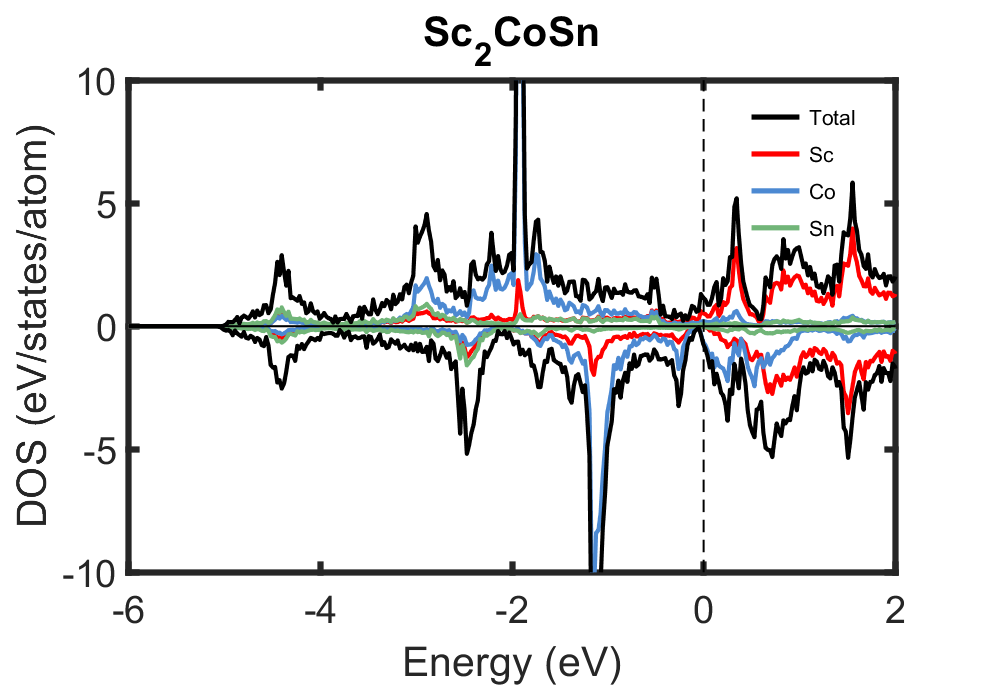 Sc₂CoSn
DOS (eV/states/atom)
10
5
0
-5
-10
Total
Sc
Co
Sn
-6 -4 -2 0 2
Energy (eV)